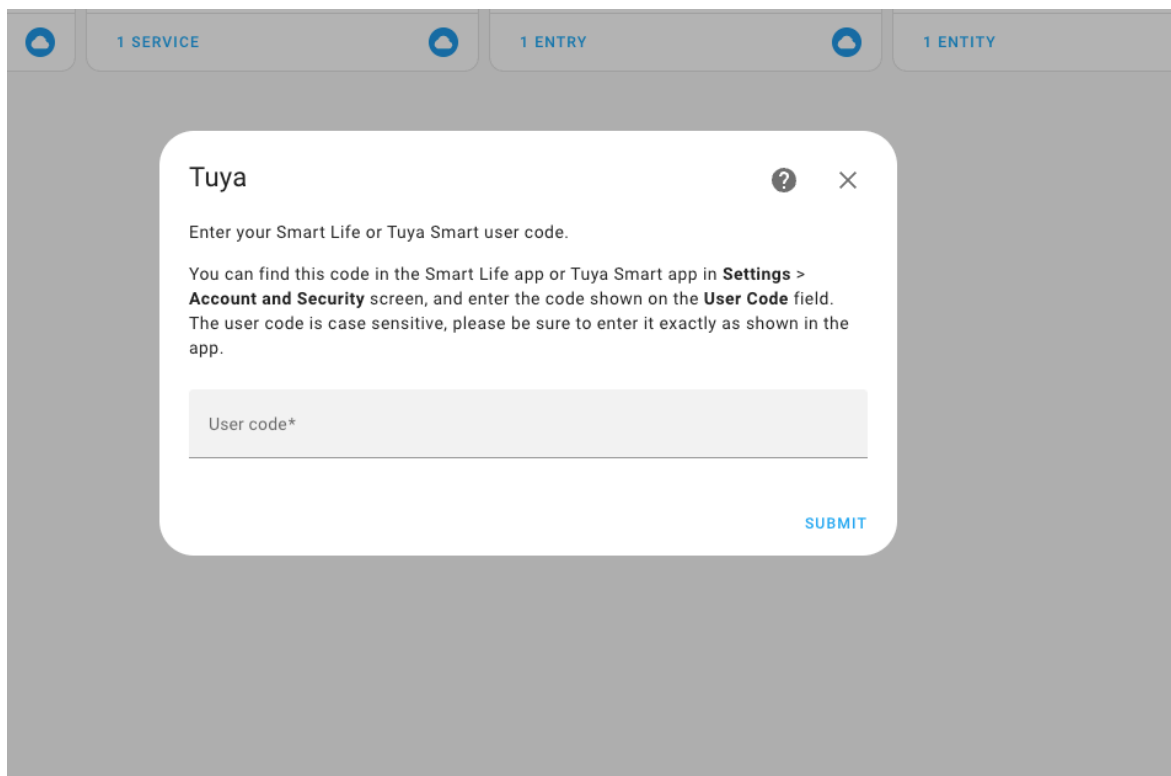 1 SERVICE
1 ENTRY
1 ENTITY
Tuya
Enter your Smart Life or Tuya Smart user code.
You can find this code in the Smart Life app or Tuya Smart app in Settings >
Account and Security screen, and enter the code shown on the User Code field.
The user code is case sensitive, please be sure to enter it exactly as shown in the
app.
User code*
SUBMIT